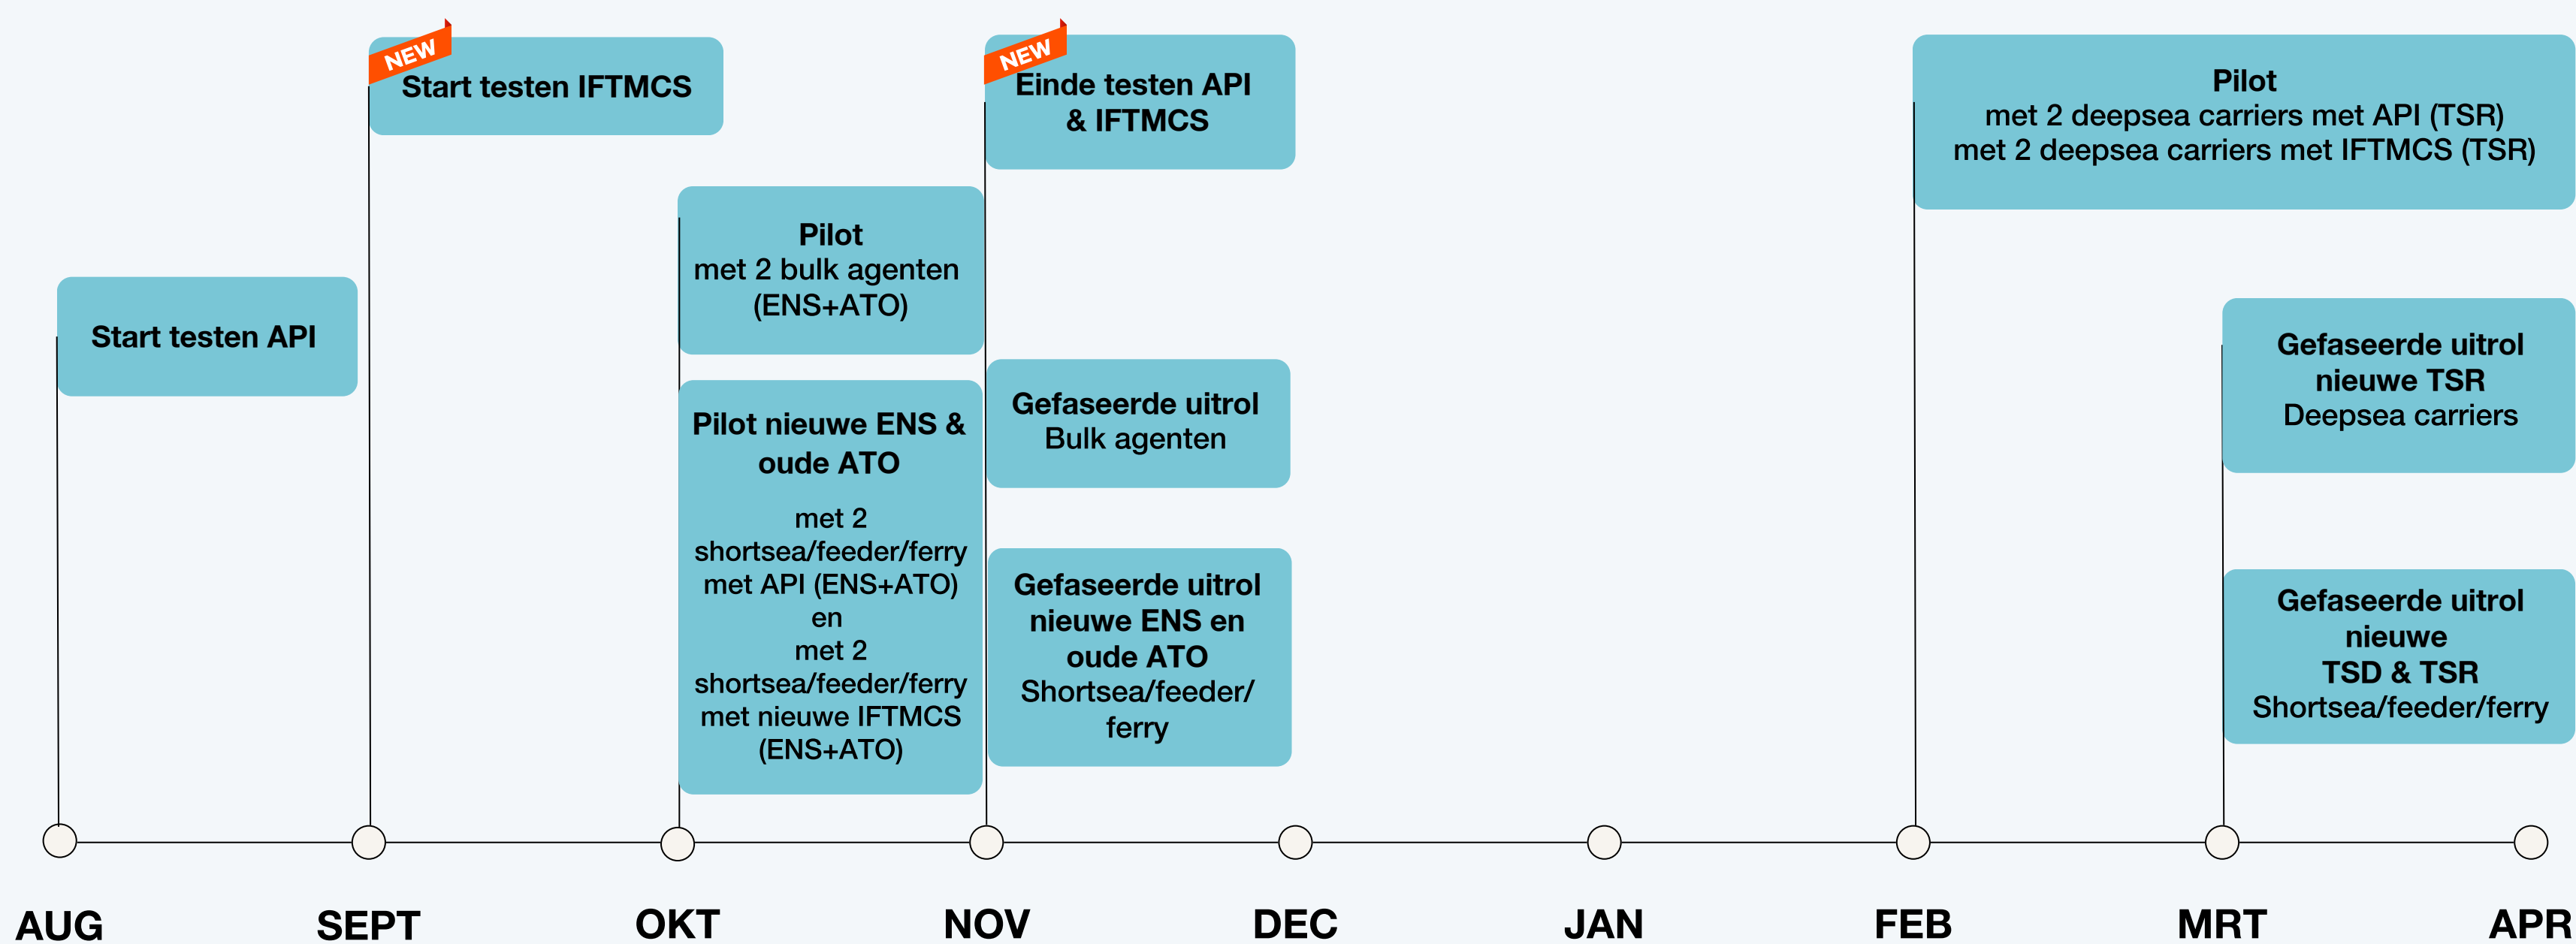 NEW
Start testen IFTMCS
NEW
Einde testen API
& IFTMCS
Pilot
met 2 deepsea carriers met API (TSR)
met 2 deepsea carriers met IFTMCS (TSR)
Pilot
met 2 bulk agenten
(ENS+ATO)
Start testen API
Gefaseerde uitrol
nieuwe TSR
Deepsea carriers
Gefaseerde uitrol
Bulk agenten
Pilot nieuwe ENS &
oude ATO
met 2
shortsea/feeder/ferry
met API (ENS+ATO)
en
met 2
shortsea/feeder/ferry
met nieuwe IFTMCS
(ENS+ATO)
Gefaseerde uitrol
nieuwe ENS en
oude ATO
Shortsea/feeder/
ferry
Gefaseerde uitrol
nieuwe
TSD & TSR
Shortsea/feeder/ferry
AUG
SEPT
OKT
NOV
DEC
JAN
FEB
MRT
APR